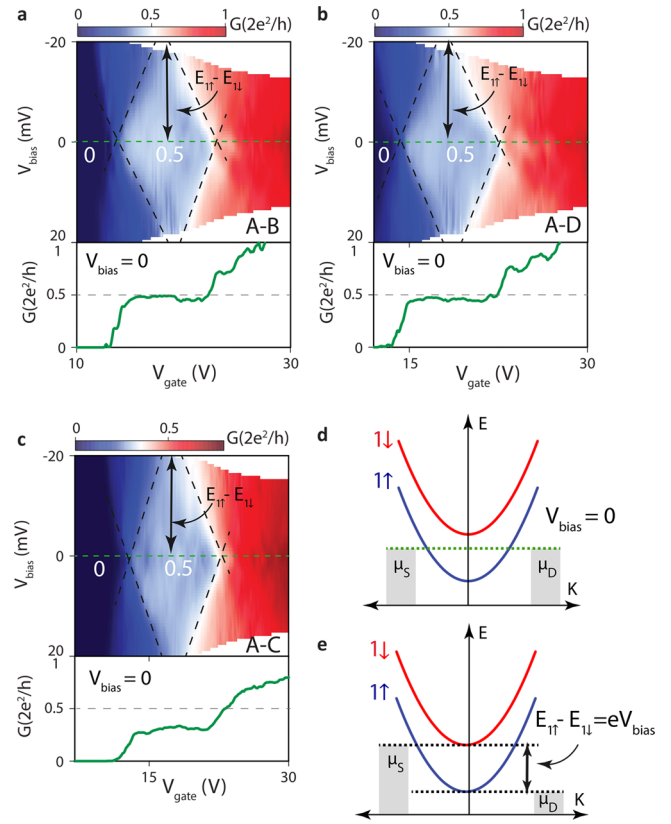 a
0
0.5
1
G(2e²/h)
-20
V_bias (mV)
0
20
E₁↑- E₁↓
0
0.5
A-B
1
G(2e²/h)
0.5
0
V_bias = 0
10
30
V_gate (V)
b
0
0.5
1
G(2e²/h)
-20
V_bias (mV)
0
20
E₁↑- E₁↓
0
0.5
A-D
1
G(2e²/h)
0.5
0
V_bias = 0
15
30
V_gate (V)
c
0
0.5
G(2e²/h)
-20
V_bias (mV)
0
20
E₁↑- E₁↓
0
0.5
A-C
1
G(2e²/h)
0.5
0
V_bias = 0
15
30
V_gate (V)
d
E
1↓
1↑
V_bias = 0
μ_S
μ_D
K
e
E
1↓
1↑
E₁↑- E₁↓=eV_bias
μ_S
μ_D
K